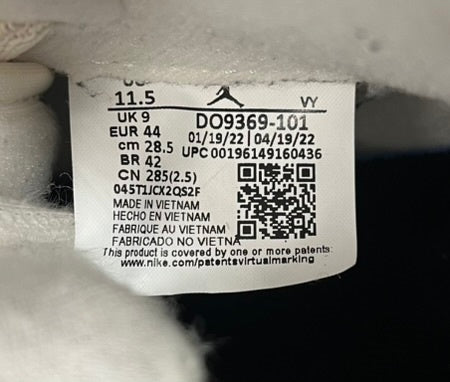 11.5 VY
UK 9 DO9369-101
EUR 44 01/19/22 | 04/19/22
cm 28.5 UPC 00196149160436
BR 42
CN 285(2.5)
045T1JCX2QS2F
MADE IN VIETNAM
HECHO EN VIETNAM
FABRIQUE AU VIETNAM
FABRICADO NO VIETNA
This product is covered by one or more patents:
www.nike.com/patentsvirtualmarking